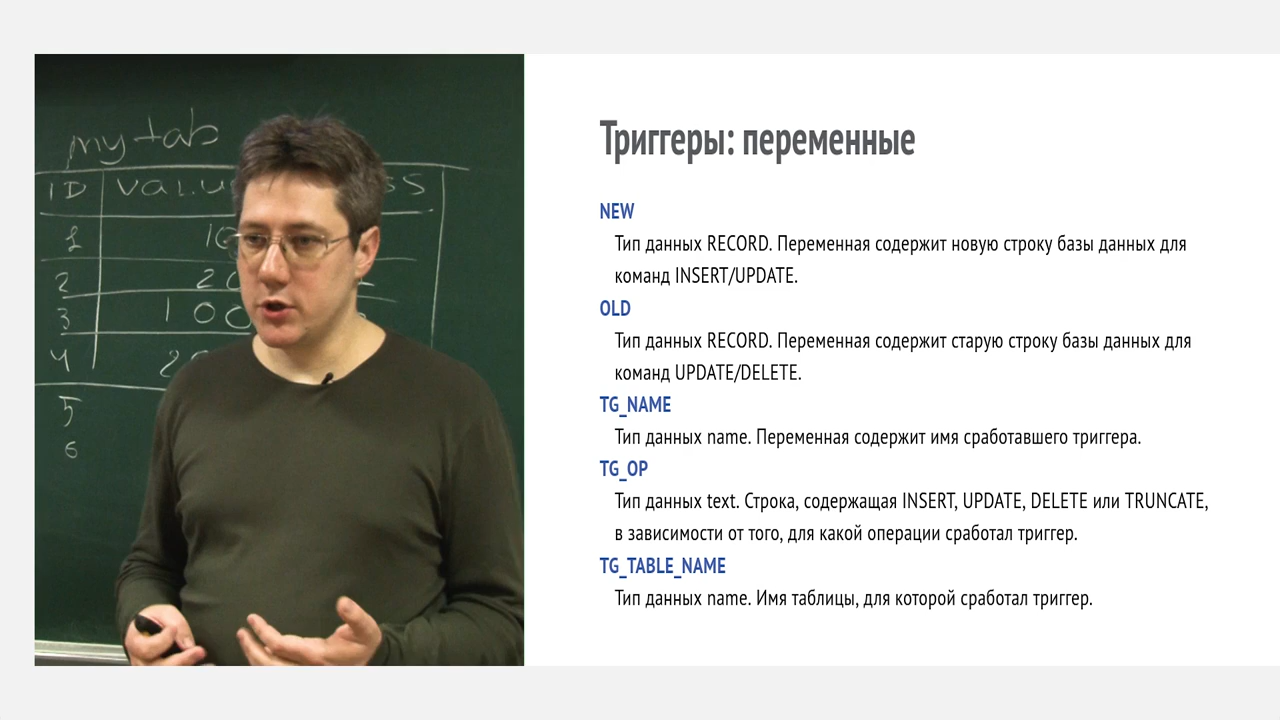 my tab
ID
1
2
3
4
5
6
Триггеры: переменные
NEW
Тип данных RECORD. Переменная содержит новую строку базы данных для
команд INSERT/UPDATE.
OLD
Тип данных RECORD. Переменная содержит старую строку базы данных для
команд UPDATE/DELETE.
TG_NAME
Тип данных name. Переменная содержит имя сработавшего триггера.
TG_OP
Тип данных text. Строка, содержащая INSERT, UPDATE, DELETE или TRUNCATE,
в зависимости от того, для какой операции сработал триггер.
TG_TABLE_NAME
Тип данных name. Имя таблицы, для которой сработал триггер.